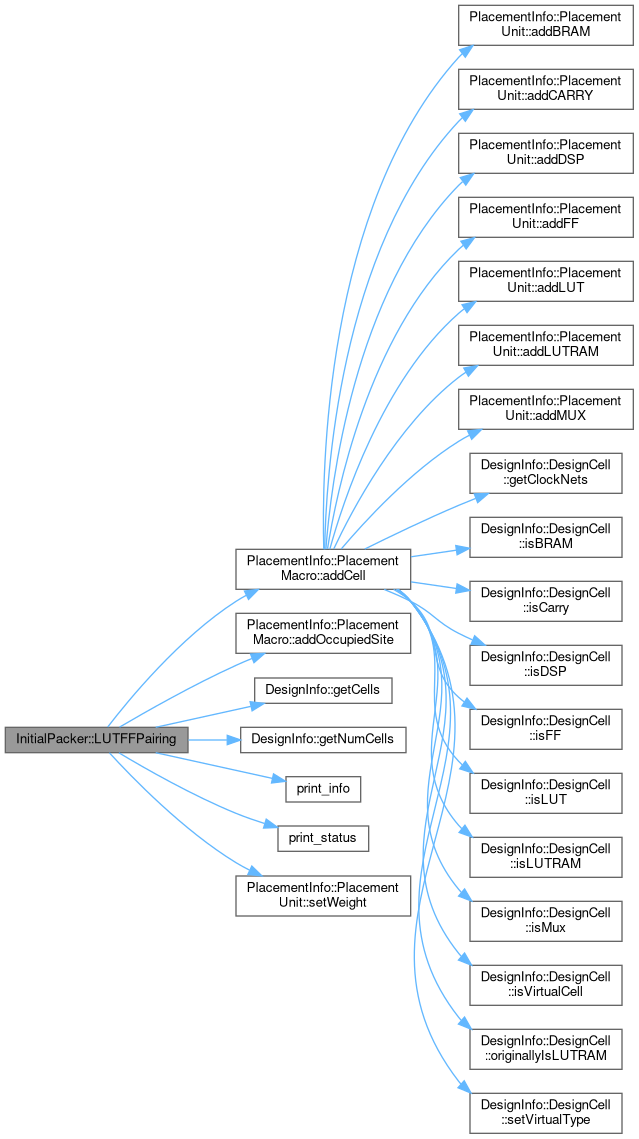 PlacementInfo::Placement
Unit::addBRAM
PlacementInfo::Placement
Unit::addCARRY
PlacementInfo::Placement
Unit::addDSP
PlacementInfo::Placement
Unit::addFF
PlacementInfo::Placement
Unit::addLUT
PlacementInfo::Placement
Unit::addLUTRAM
PlacementInfo::Placement
Unit::addMUX
DesignInfo::DesignCell
::getClockNets
DesignInfo::DesignCell
::isBRAM
PlacementInfo::Placement
Macro::addCell
DesignInfo::DesignCell
::isCarry
PlacementInfo::Placement
Macro::addOccupiedSite
DesignInfo::DesignCell
::isDSP
DesignInfo::getCells
DesignInfo::DesignCell
::isFF
InitialPacker::LUTFFPairing
DesignInfo::getNumCells
print_info
DesignInfo::DesignCell
::isLUT
print_status
DesignInfo::DesignCell
::isLUTRAM
PlacementInfo::Placement
Unit::setWeight
DesignInfo::DesignCell
::isMux
DesignInfo::DesignCell
::isVirtualCell
DesignInfo::DesignCell
::originallyIsLUTRAM
DesignInfo::DesignCell
::setVirtualType